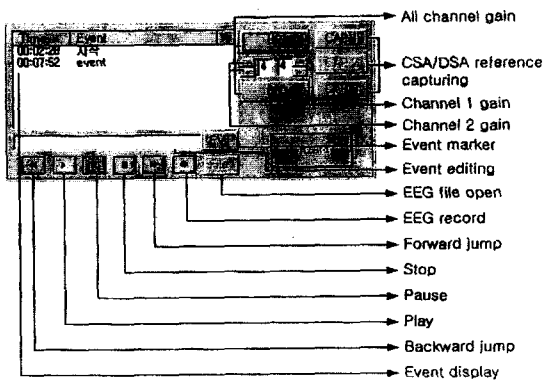 All channel gain
Event
00:02:28 시작
00:07:52 event
CSA/DSA reference
capturing
Channel 1 gain
Channel 2 gain
Event marker
Event editing
EEG file open
EEG record
Forward jump
Stop
Pause
Play
Backward jump
Event display